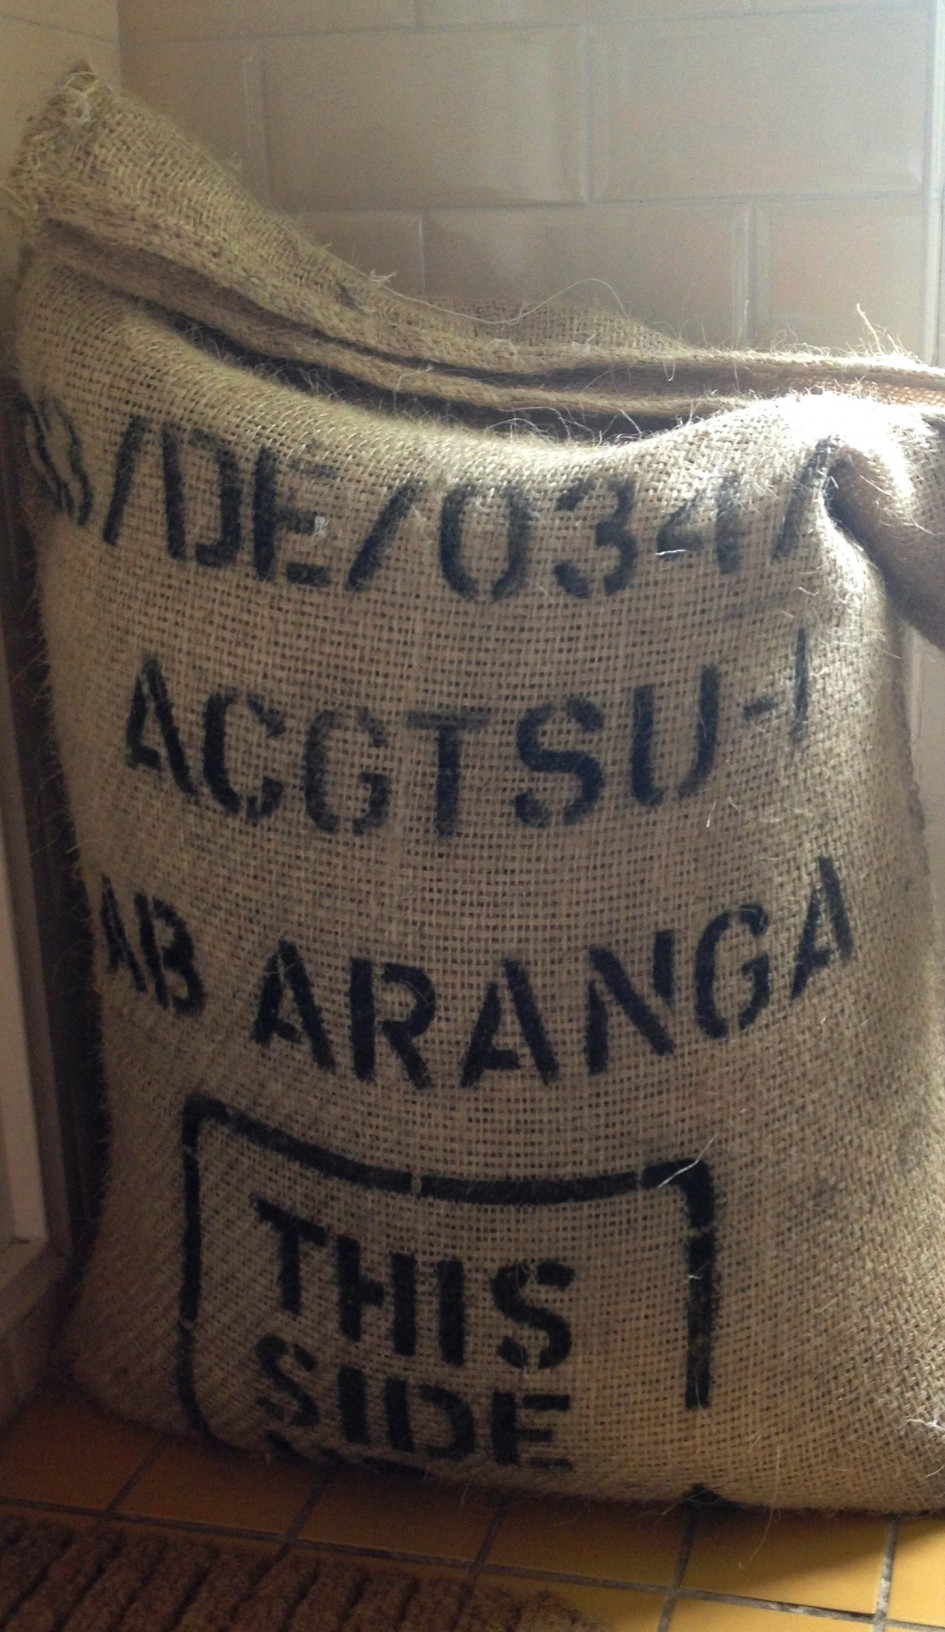 /DE/034/
ACGTSU-1
AB ARANGA
THIS
SIDE